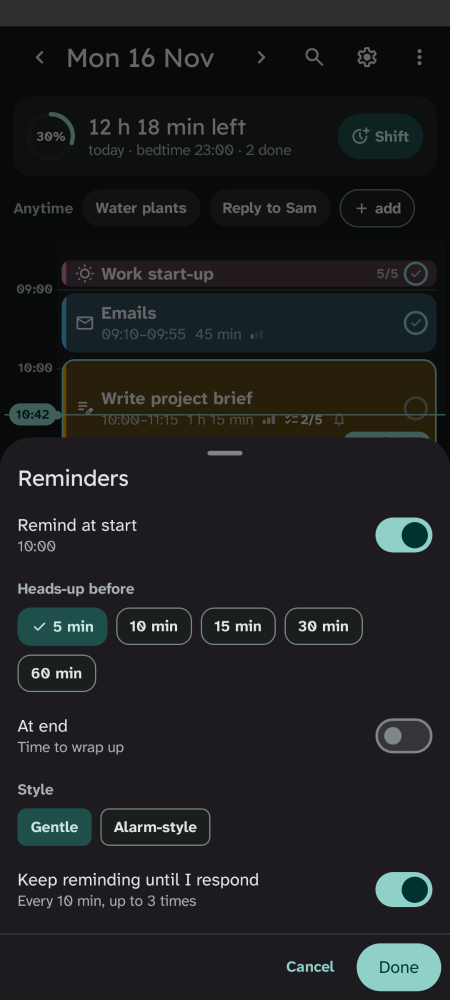 Mon 16 Nov
30%
12 h 18 min left
today · bedtime 23:00 · 2 done
Shift
Anytime
Water plants
Reply to Sam
+ add
Work start-up
5/5
09:00
Emails
09:10–09:55 45 min
10:00
Write project brief
10:42
10:00–11:15 1 h 15 min 2/5
Reminders
Remind at start
10:00
Heads-up before
5 min
10 min
15 min
30 min
60 min
At end
Time to wrap up
Style
Gentle
Alarm-style
Keep reminding until I respond
Every 10 min, up to 3 times
Cancel
Done